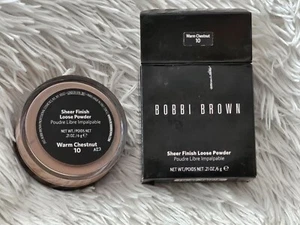 Sheer Finish
Loose Powder
Poudre Libre Impalpable
NET WT./POIDS NET
.21 OZ./6 g
Warm Chestnut
10
A23
Warm Chestnut
10
BOBBI BROWN
Sheer Finish Loose Powder
Poudre Libre Impalpable
NET WT./POIDS NET .21 OZ./6 g